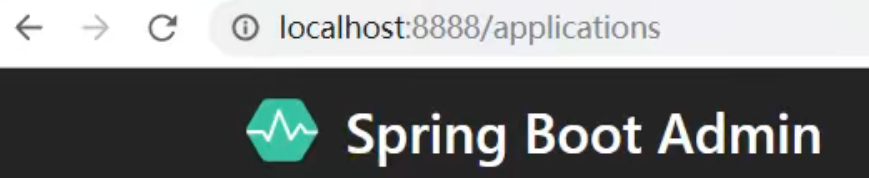 localhost:8888/applications
Spring Boot Admin